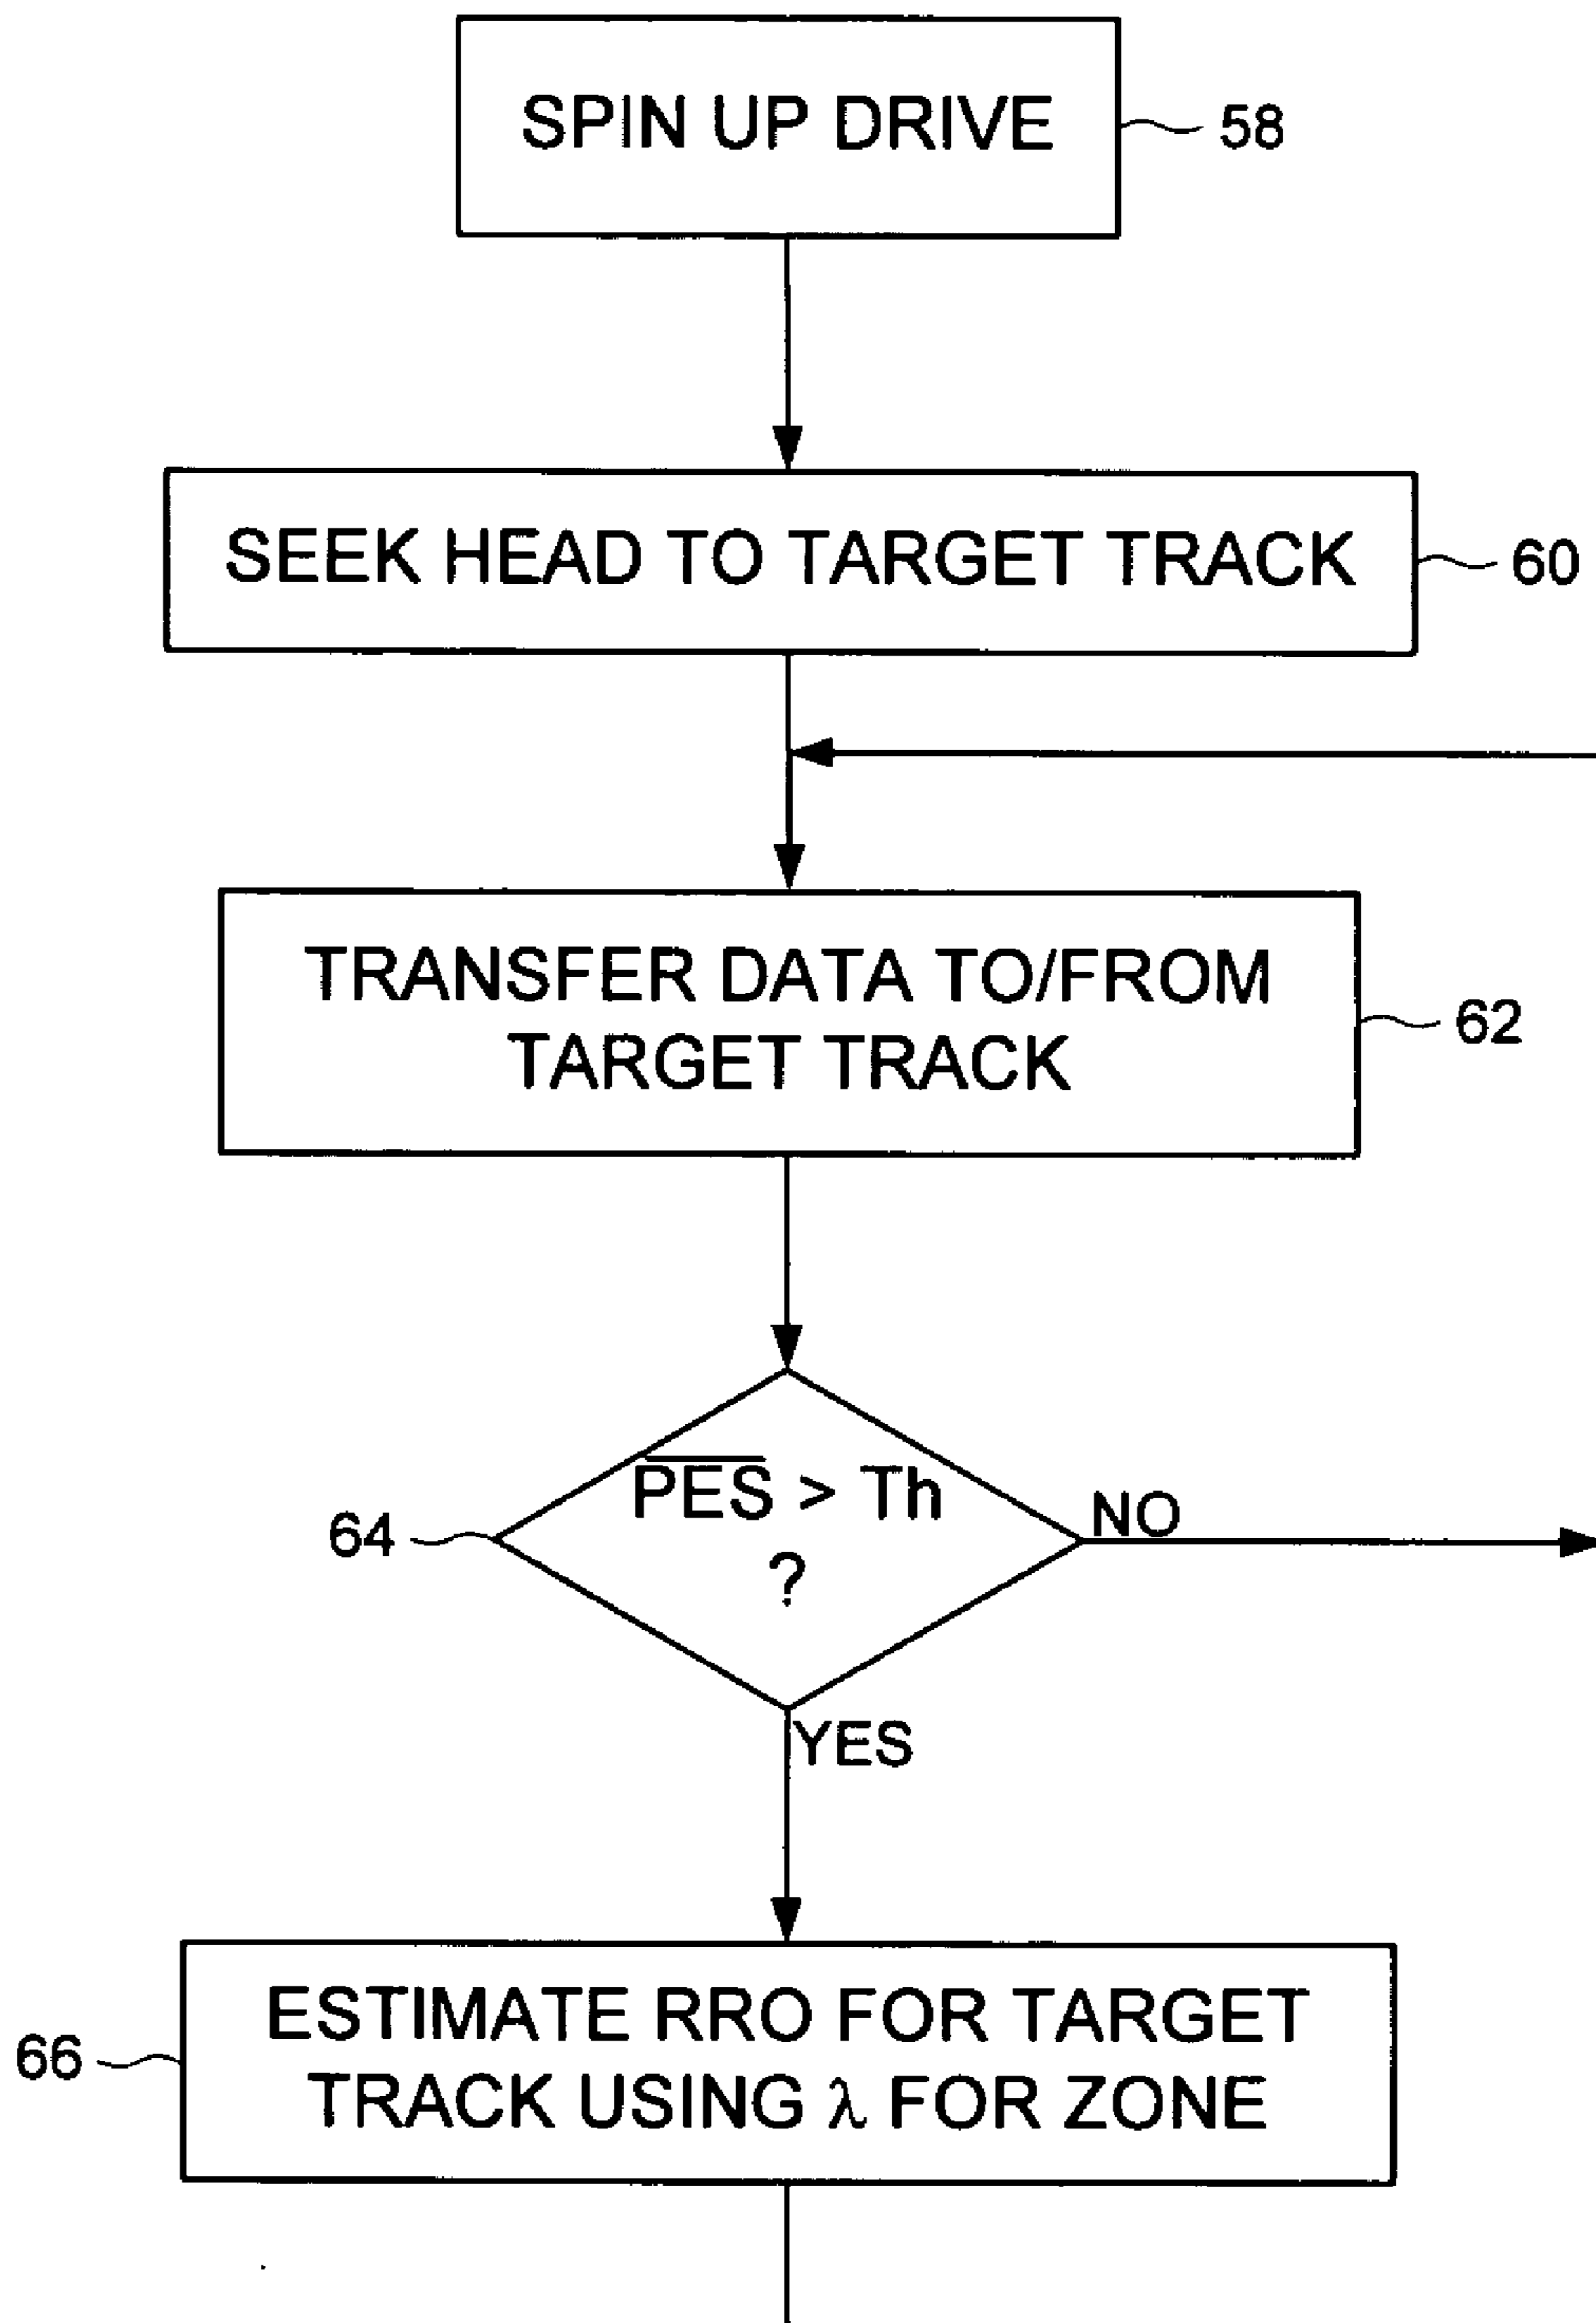 SPIN UP DRIVE
58
SEEK HEAD TO TARGET TRACK
60
TRANSFER DATA TO/FROM
TARGET TRACK
62
P̅E̅S̅ > Th
?
64
NO
YES
ESTIMATE RRO FOR TARGET
TRACK USING λ FOR ZONE
66